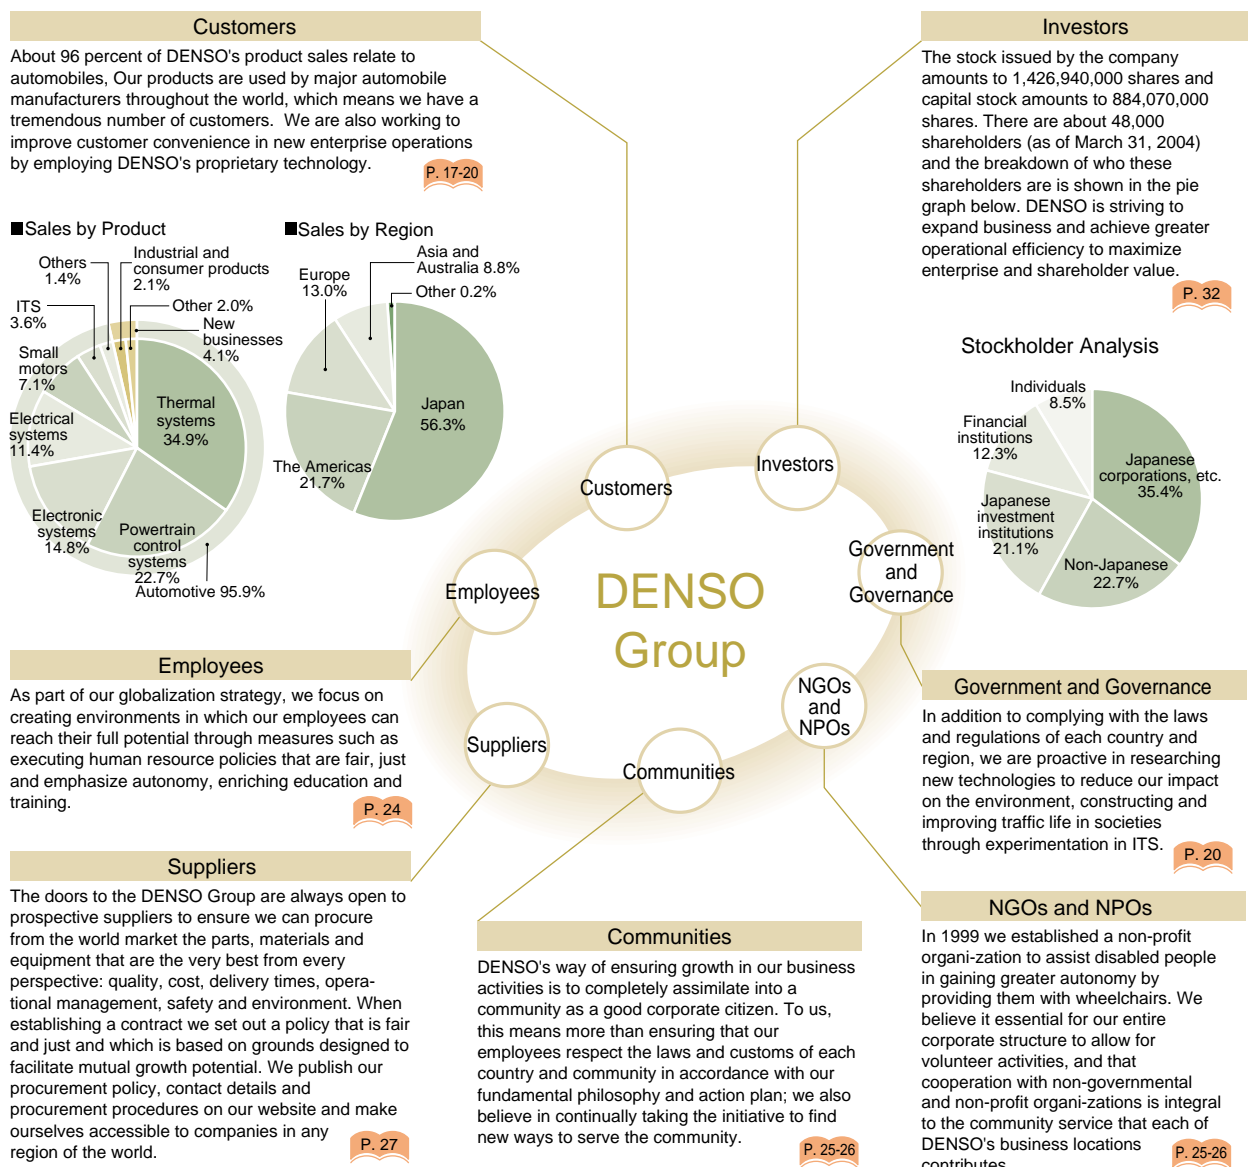 Customers
About 96 percent of DENSO's product sales relate to
automobiles, Our products are used by major automobile
manufacturers throughout the world, which means we have a
tremendous number of customers.  We are also working to
improve customer convenience in new enterprise operations
by employing DENSO's proprietary technology.
P. 17-20
■Sales by Product
Others
1.4%
Industrial and
consumer products
2.1%
ITS
3.6%
Other 2.0%
New
businesses
4.1%
Small
motors
7.1%
Thermal
systems
34.9%
Electrical
systems
11.4%
Electronic
systems
14.8%
Powertrain
control
systems
22.7%
Automotive 95.9%
■Sales by Region
Asia and
Australia 8.8%
Europe
13.0%
Other 0.2%
Japan
56.3%
The Americas
21.7%
Investors
The stock issued by the company
amounts to 1,426,940,000 shares and
capital stock amounts to 884,070,000
shares. There are about 48,000
shareholders (as of March 31, 2004)
and the breakdown of who these
shareholders are is shown in the pie
graph below. DENSO is striving to
expand business and achieve greater
operational efficiency to maximize
enterprise and shareholder value.
P. 32
Stockholder Analysis
Individuals
8.5%
Financial
institutions
12.3%
Japanese
corporations, etc.
35.4%
Japanese
investment
institutions
21.1%
Non-Japanese
22.7%
Customers
Investors
Government
and
Governance
Employees
DENSO
Group
NGOs
and
NPOs
Suppliers
Communities
Employees
As part of our globalization strategy, we focus on
creating environments in which our employees can
reach their full potential through measures such as
executing human resource policies that are fair, just
and emphasize autonomy, enriching education and
training.
P. 24
Suppliers
The doors to the DENSO Group are always open to
prospective suppliers to ensure we can procure
from the world market the parts, materials and
equipment that are the very best from every
perspective: quality, cost, delivery times, opera-
tional management, safety and environment. When
establishing a contract we set out a policy that is fair
and just and which is based on grounds designed to
facilitate mutual growth potential. We publish our
procurement policy, contact details and
procurement procedures on our website and make
ourselves accessible to companies in any
region of the world.
P. 27
Communities
DENSO's way of ensuring growth in our business
activities is to completely assimilate into a
community as a good corporate citizen. To us,
this means more than ensuring that our
employees respect the laws and customs of each
country and community in accordance with our
fundamental philosophy and action plan; we also
believe in continually taking the initiative to find
new ways to serve the community.
P. 25-26
Government and Governance
In addition to complying with the laws
and regulations of each country and
region, we are proactive in researching
new technologies to reduce our impact
on the environment, constructing and
improving traffic life in societies
through experimentation in ITS.
P. 20
NGOs and NPOs
In 1999 we established a non-profit
organi-zation to assist disabled people
in gaining greater autonomy by
providing them with wheelchairs. We
believe it essential for our entire
corporate structure to allow for
volunteer activities, and that
cooperation with non-governmental
and non-profit organi-zations is integral
to the community service that each of
DENSO's business locations
contributes.
P. 25-26